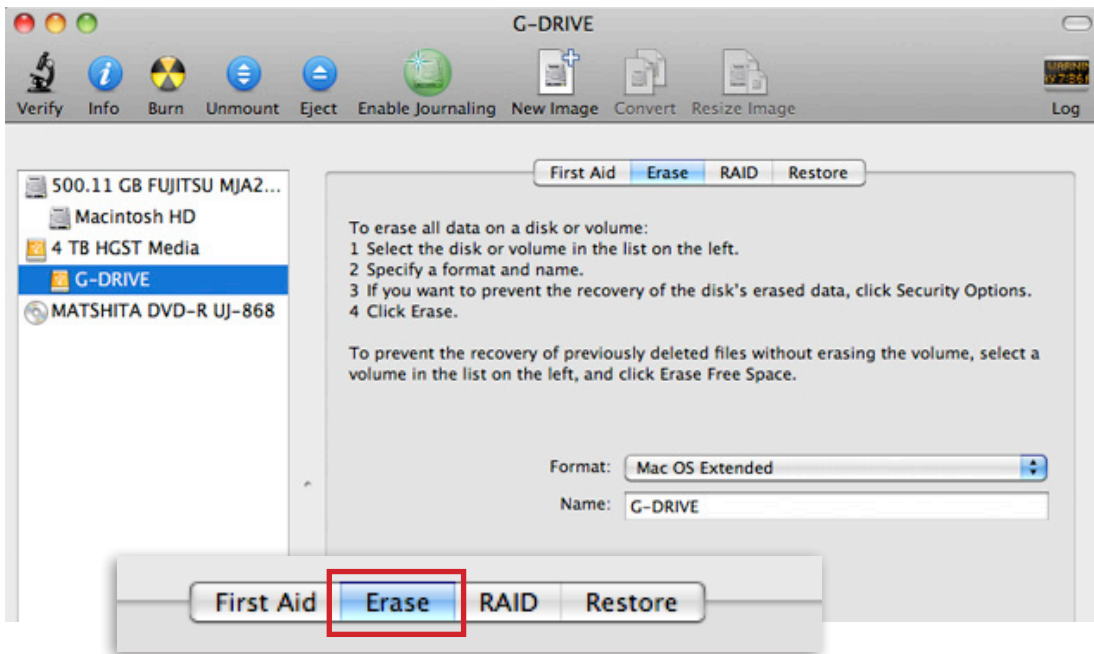 G-DRIVE
Verify Info Burn Unmount Eject Enable Journaling New Image Convert Resize Image Log
500.11 GB FUJITSU MJA2...
Macintosh HD
4 TB HGST Media
G-DRIVE
MATSHITA DVD-R UJ-868
First Aid Erase RAID Restore
To erase all data on a disk or volume:
1 Select the disk or volume in the list on the left.
2 Specify a format and name.
3 If you want to prevent the recovery of the disk's erased data, click Security Options.
4 Click Erase.
To prevent the recovery of previously deleted files without erasing the volume, select a
volume in the list on the left, and click Erase Free Space.
Format: Mac OS Extended
Name: G-DRIVE
First Aid Erase RAID Restore